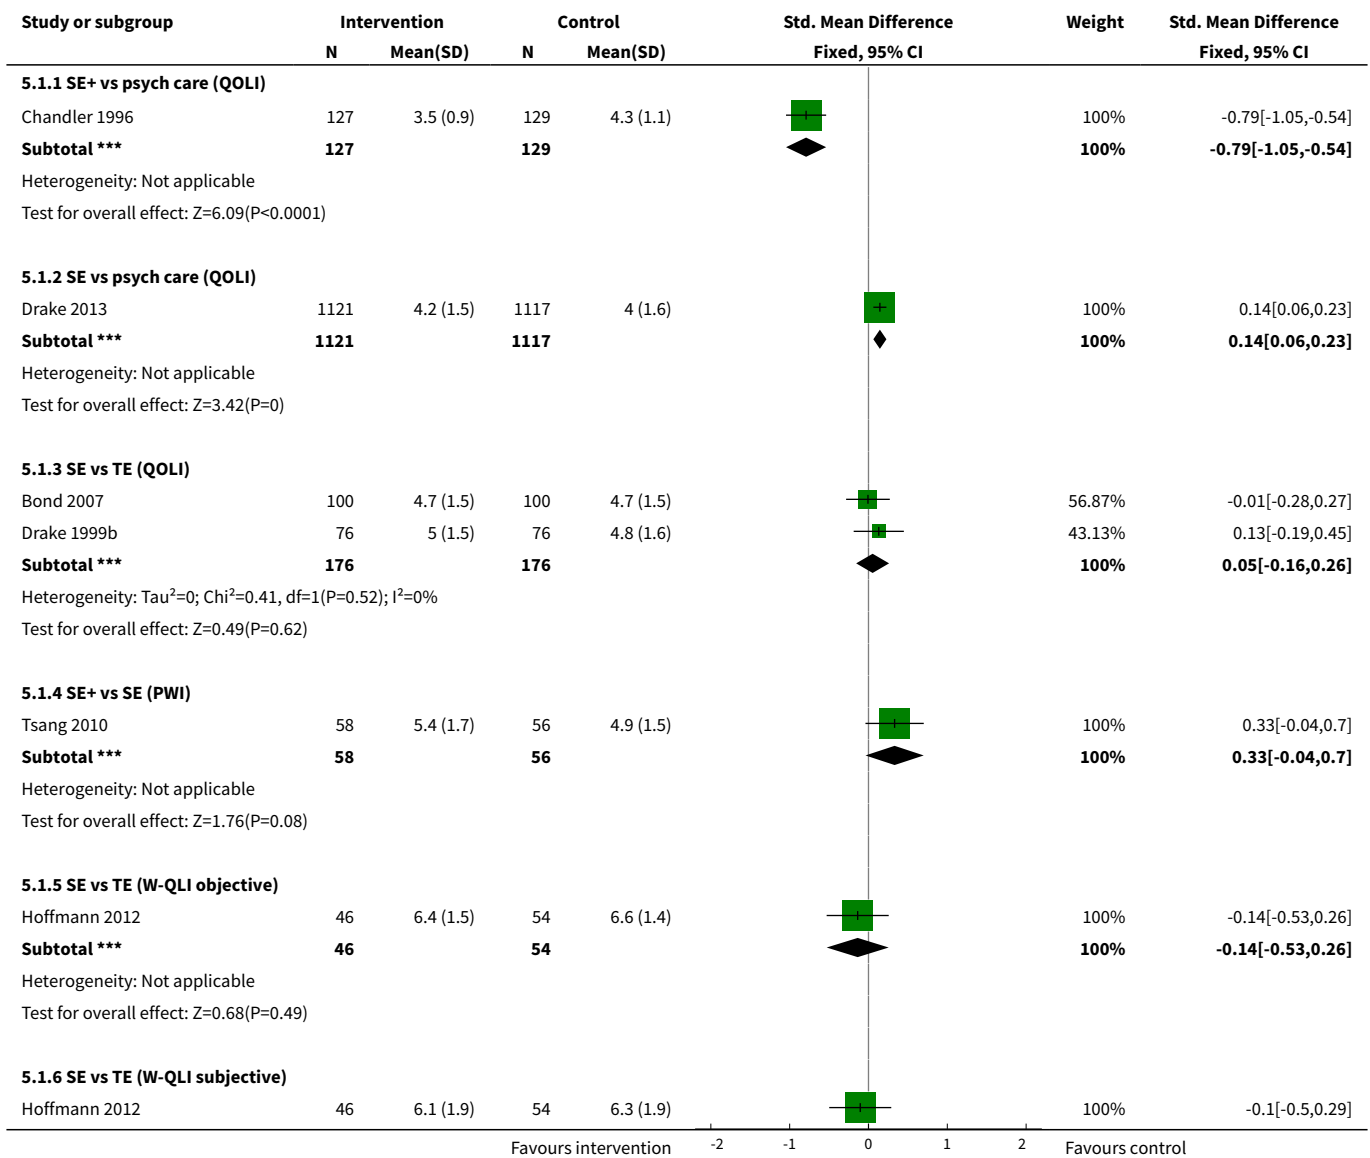 Study or subgroup Intervention Control Std. Mean Difference Weight Std. Mean Difference
N Mean(SD) N Mean(SD) Fixed, 95% CI Fixed, 95% CI
5.1.1 SE+ vs psych care (QOLI)
Chandler 1996 127 3.5 (0.9) 129 4.3 (1.1) 100% -0.79[-1.05,-0.54]
Subtotal *** 127 129 100% -0.79[-1.05,-0.54]
Heterogeneity: Not applicable
Test for overall effect: Z=6.09(P<0.0001)
5.1.2 SE vs psych care (QOLI)
Drake 2013 1121 4.2 (1.5) 1117 4 (1.6) 100% 0.14[0.06,0.23]
Subtotal *** 1121 1117 100% 0.14[0.06,0.23]
Heterogeneity: Not applicable
Test for overall effect: Z=3.42(P=0)
5.1.3 SE vs TE (QOLI)
Bond 2007 100 4.7 (1.5) 100 4.7 (1.5) 56.87% -0.01[-0.28,0.27]
Drake 1999b 76 5 (1.5) 76 4.8 (1.6) 43.13% 0.13[-0.19,0.45]
Subtotal *** 176 176 100% 0.05[-0.16,0.26]
Heterogeneity: Tau²=0; Chi²=0.41, df=1(P=0.52); I²=0%
Test for overall effect: Z=0.49(P=0.62)
5.1.4 SE+ vs SE (PWI)
Tsang 2010 58 5.4 (1.7) 56 4.9 (1.5) 100% 0.33[-0.04,0.7]
Subtotal *** 58 56 100% 0.33[-0.04,0.7]
Heterogeneity: Not applicable
Test for overall effect: Z=1.76(P=0.08)
5.1.5 SE vs TE (W-QLI objective)
Hoffmann 2012 46 6.4 (1.5) 54 6.6 (1.4) 100% -0.14[-0.53,0.26]
Subtotal *** 46 54 100% -0.14[-0.53,0.26]
Heterogeneity: Not applicable
Test for overall effect: Z=0.68(P=0.49)
5.1.6 SE vs TE (W-QLI subjective)
Hoffmann 2012 46 6.1 (1.9) 54 6.3 (1.9) 100% -0.1[-0.5,0.29]
Favours intervention -2 -1 0 1 2 Favours control